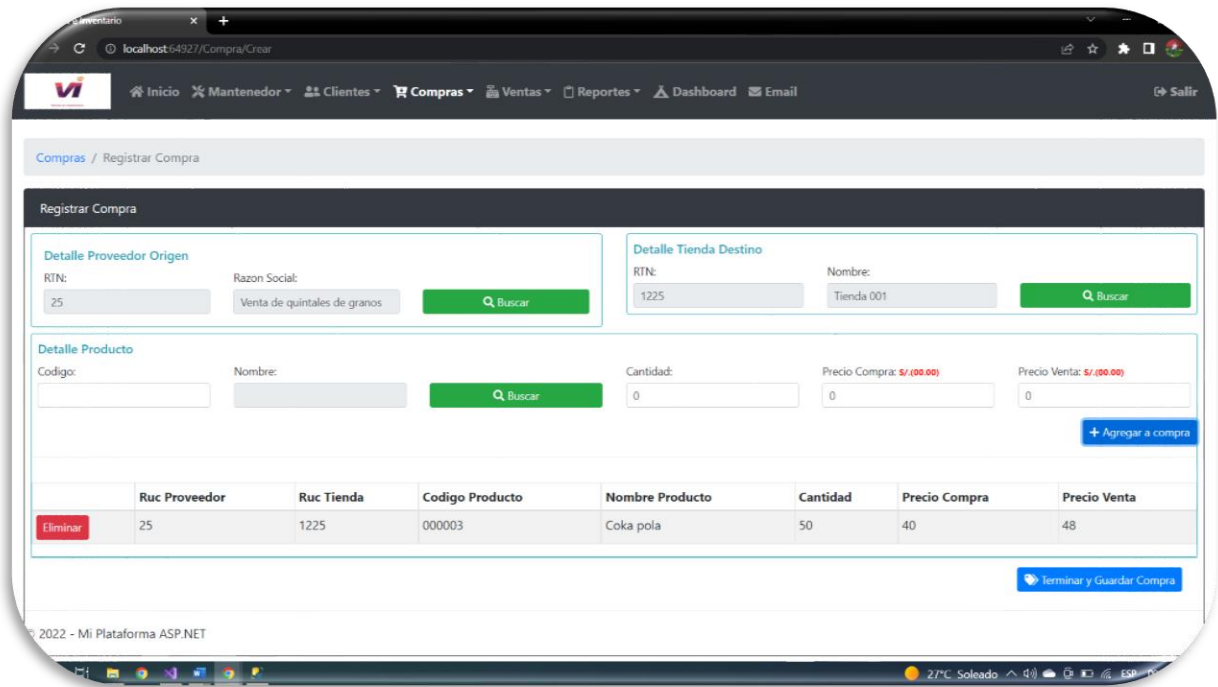 e inventario
localhost:64927/Compra/Crear
Vi
Inicio Mantenedor Clientes Compras Ventas Reportes Dashboard Email Salir
Compras / Registrar Compra
Registrar Compra
Detalle Proveedor Origen
RTN: Razon Social:
25 Venta de quintales de granos Buscar
Detalle Tienda Destino
RTN: Nombre:
1225 Tienda 001 Buscar
Detalle Producto
Codigo: Nombre: Cantidad: Precio Compra: S/.(00.00) Precio Venta: S/.(00.00)
Buscar 0 0 0
+ Agregar a compra
Ruc Proveedor Ruc Tienda Codigo Producto Nombre Producto Cantidad Precio Compra Precio Venta
Eliminar 25 1225 000003 Coka pola 50 40 48
Terminar y Guardar Compra
© 2022 - Mi Plataforma ASP.NET
27°C Soleado ESP